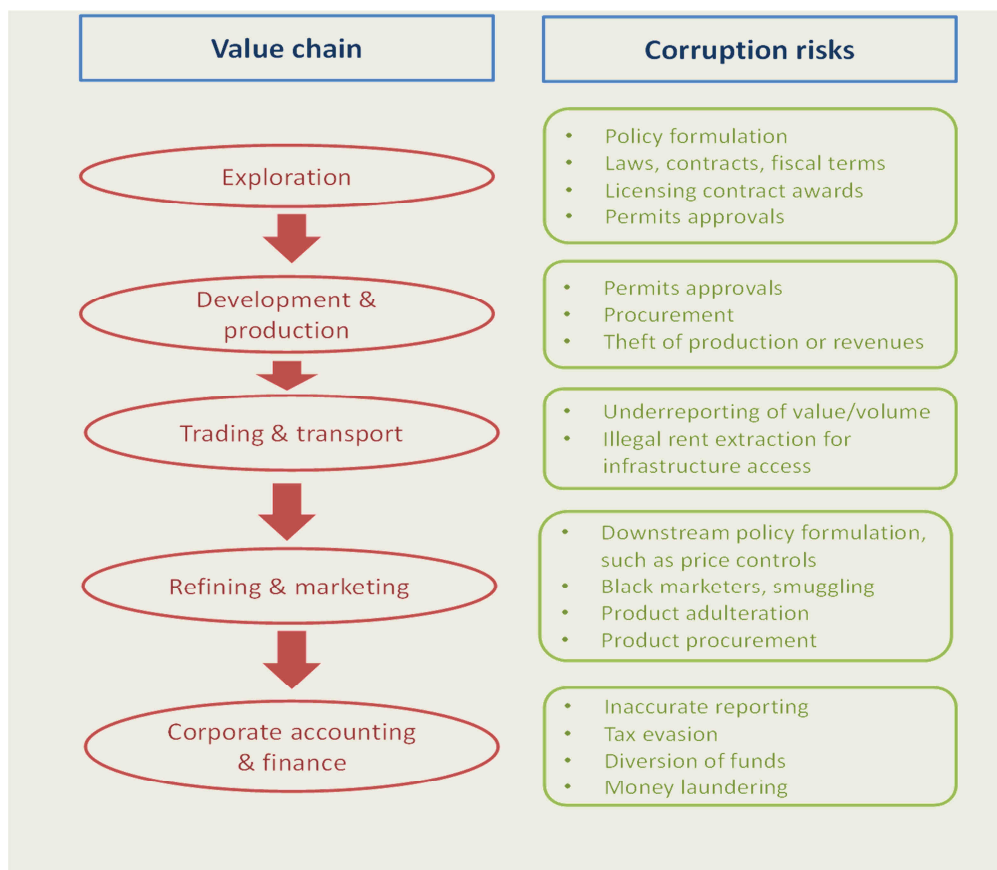 Value chain
Corruption risks
Exploration
• Policy formulation
• Laws, contracts, fiscal terms
• Licensing contract awards
• Permits approvals
Development &
production
• Permits approvals
• Procurement
• Theft of production or revenues
Trading & transport
• Underreporting of value/volume
• Illegal rent extraction for
infrastructure access
Refining & marketing
• Downstream policy formulation,
such as price controls
• Black marketers, smuggling
• Product adulteration
• Product procurement
Corporate accounting
& finance
• Inaccurate reporting
• Tax evasion
• Diversion of funds
• Money laundering